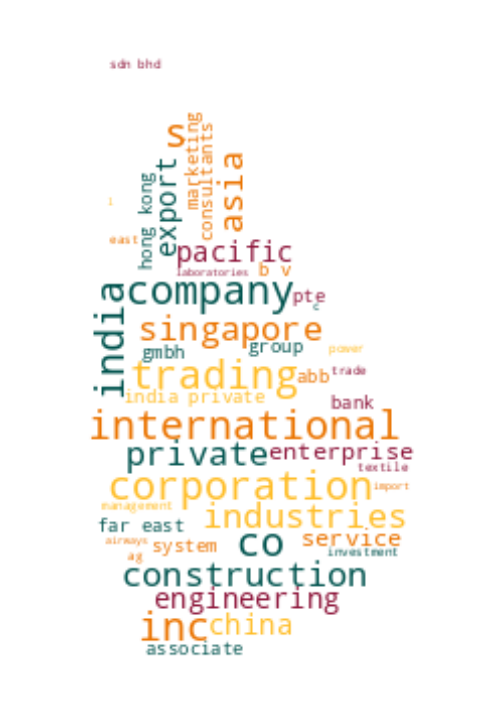 sdn bhd
s
marketing
consultants
asia
export
hong kong
l
east
pacific
laboratories
b v
company
pte
c
india
singapore
gmbh
group
power
trading
abb
trade
india private
bank
international
private
enterprise
textile
corporation
import
management
industries
far east
airways
system
co
service
ag
investment
construction
engineering
inc
china
associate